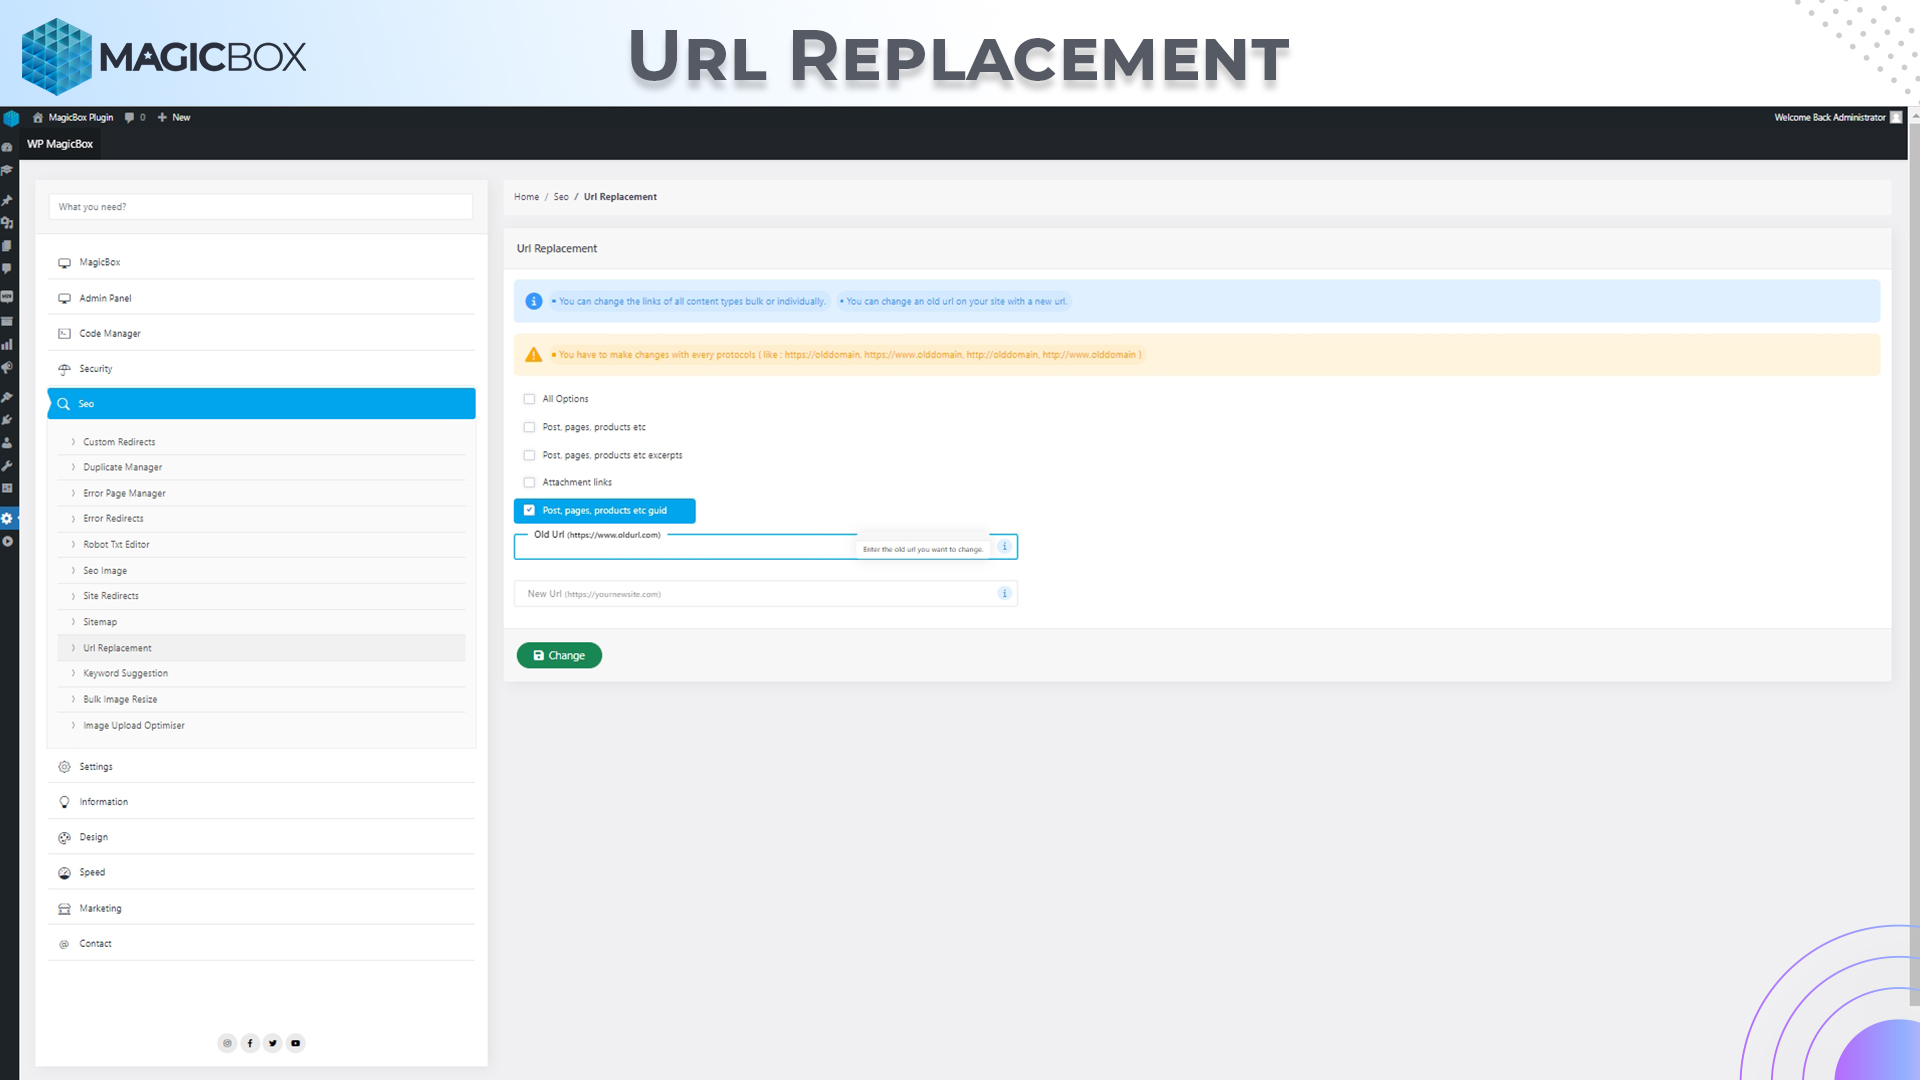 MAGICBOX
URL REPLACEMENT
MagicBox Plugin 0 New
Welcome Back Administrator
WP MagicBox
What you need?
MagicBox
Admin Panel
Code Manager
Security
Seo
Custom Redirects
Duplicate Manager
Error Page Manager
Error Redirects
Robot Txt Editor
Seo Image
Site Redirects
Sitemap
Url Replacement
Keyword Suggestion
Bulk Image Resize
Image Upload Optimiser
Settings
Information
Design
Speed
Marketing
Contact
Home / Seo / Url Replacement
Url Replacement
▪ You can change the links of all content types bulk or individually. ▪ You can change an old url on your site with a new url.
▪ You have to make changes with every protocols ( like : https://olddomain, https://www.olddomain, http://olddomain, http://www.olddomain )
All Options
Post, pages, products etc
Post, pages, products etc excerpts
Attachment links
Post, pages, products etc guid
Old Url (https://www.oldurl.com)
Enter the old url you want to change.
New Url (https://yournewsite.com)
Change